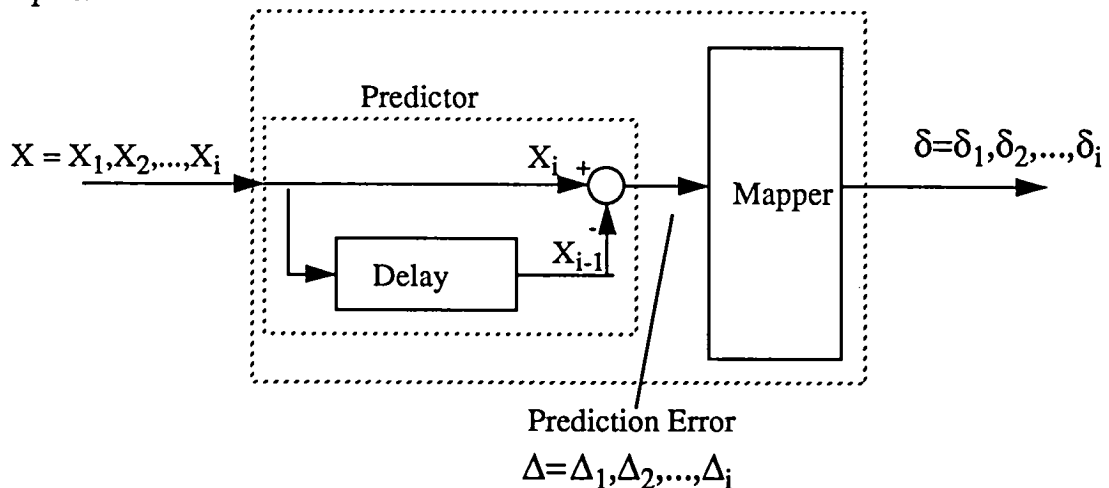 Predictor
X = X₁,X₂,...,Xᵢ
Xᵢ
+
-
Xᵢ₋₁
Delay
Mapper
δ=δ₁,δ₂,...,δᵢ
Prediction Error
Δ=Δ₁,Δ₂,...,Δᵢ